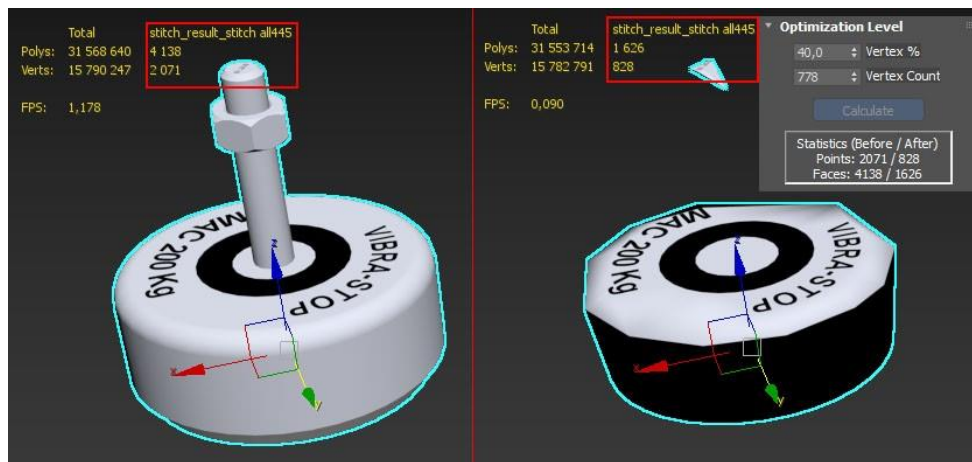 Total stitch_result_stitch all445
Polys: 31 568 640 4 138
Verts: 15 790 247 2 071
FPS: 1,178
VIBRA-STOP
MAC 200 Kg
z
x
y
Total stitch_result_stitch all445
Polys: 31 553 714 1 626
Verts: 15 782 791 828
FPS: 0,090
Optimization Level
40,0 Vertex %
778 Vertex Count
Calculate
Statistics (Before / After)
Points: 2071 / 828
Faces: 4138 / 1626
VIBRA-STOP
MAC 200 Kg
z
x
y